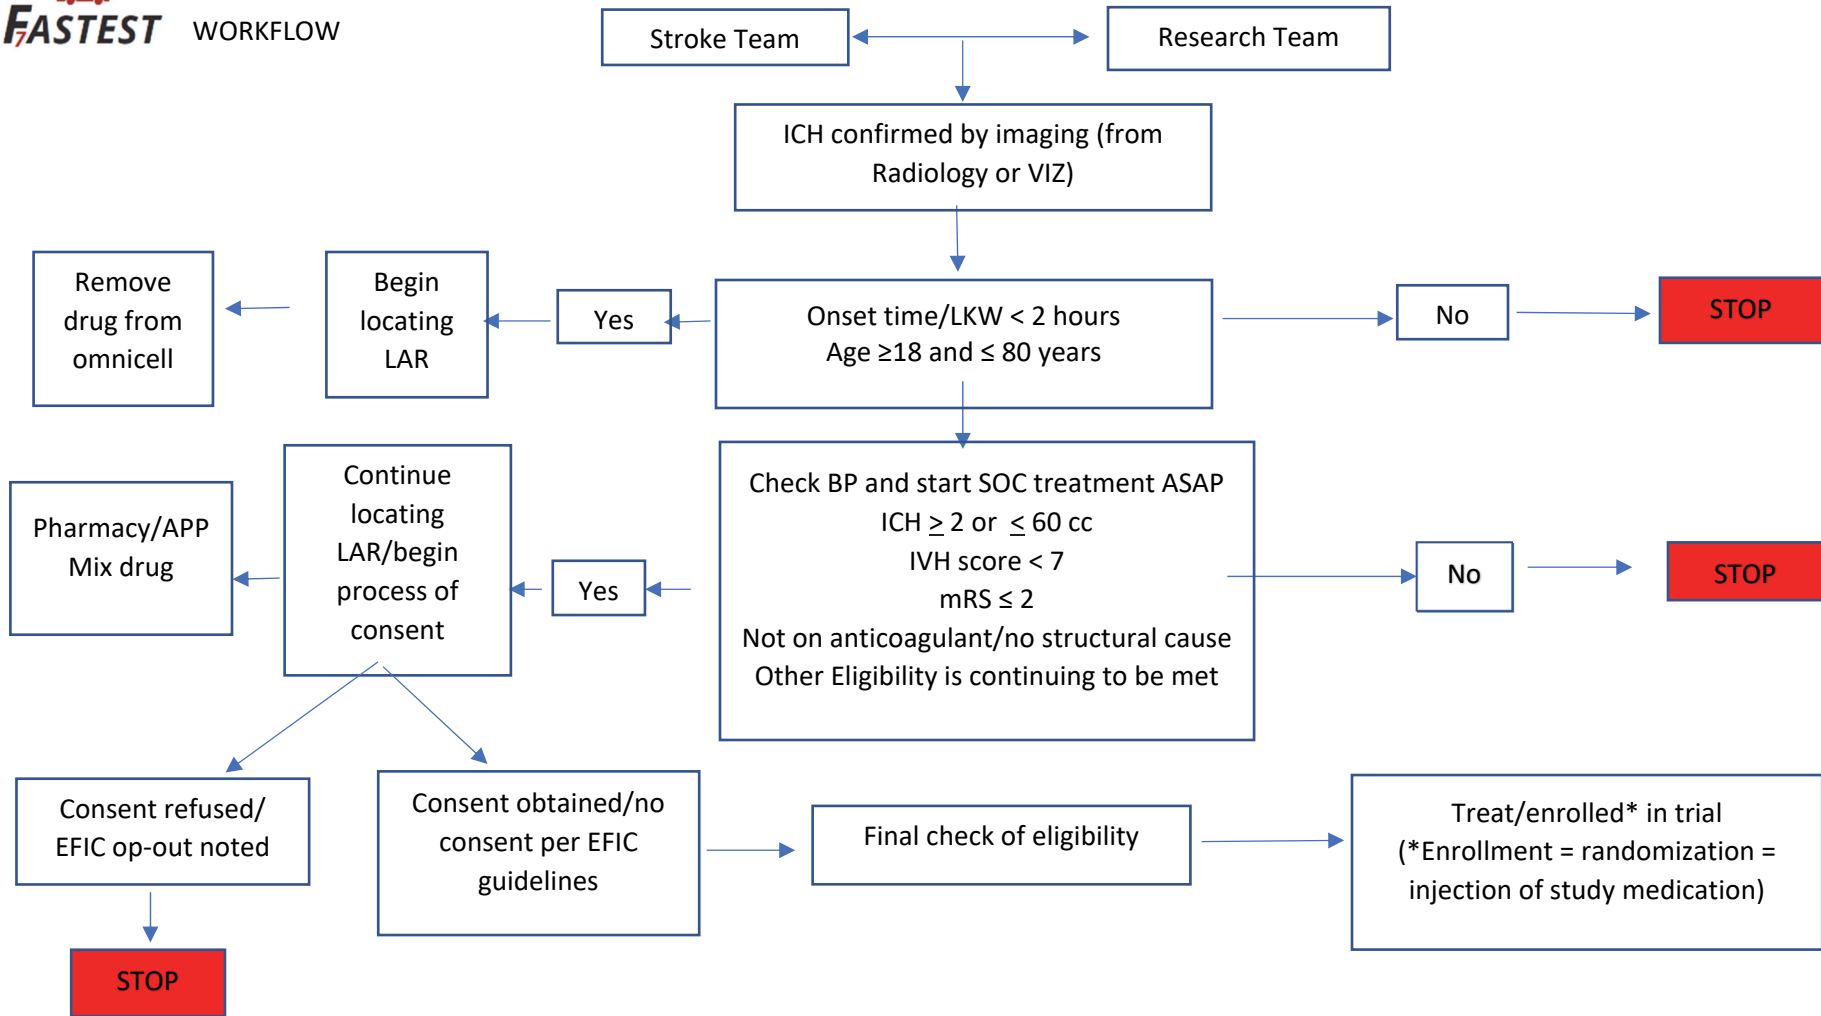 FASTEST WORKFLOW
7
Stroke Team
Research Team
ICH confirmed by imaging (from
Radiology or VIZ)
Remove
drug from
omnicell
Begin
locating
LAR
Yes
Onset time/LKW < 2 hours
Age ≥18 and ≤ 80 years
No
STOP
Pharmacy/APP
Mix drug
Continue
locating
LAR/begin
process of
consent
Yes
Check BP and start SOC treatment ASAP
ICH ≥ 2 or ≤ 60 cc
IVH score < 7
mRS ≤ 2
Not on anticoagulant/no structural cause
Other Eligibility is continuing to be met
No
STOP
Consent refused/
EFIC op-out noted
Consent obtained/no
consent per EFIC
guidelines
Final check of eligibility
Treat/enrolled* in trial
(*Enrollment = randomization =
injection of study medication)
STOP